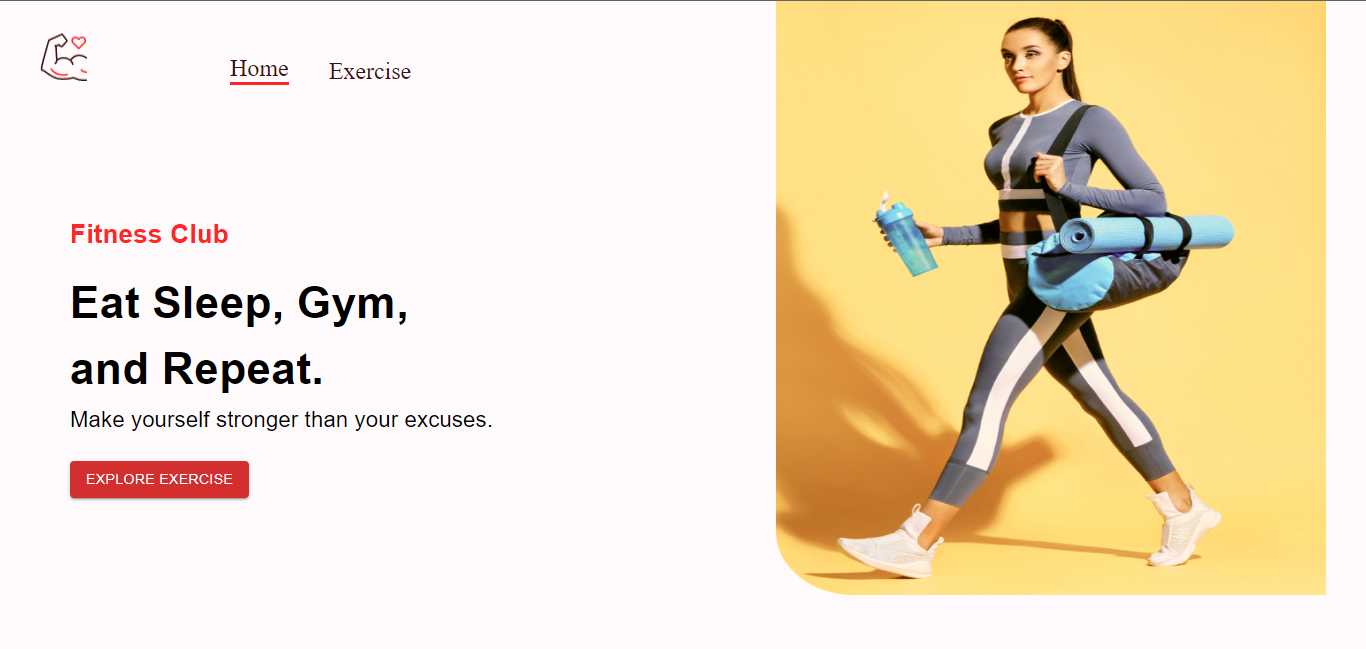 Home
Exercise
Fitness Club
Eat Sleep, Gym,
and Repeat.
Make yourself stronger than your excuses.
EXPLORE EXERCISE